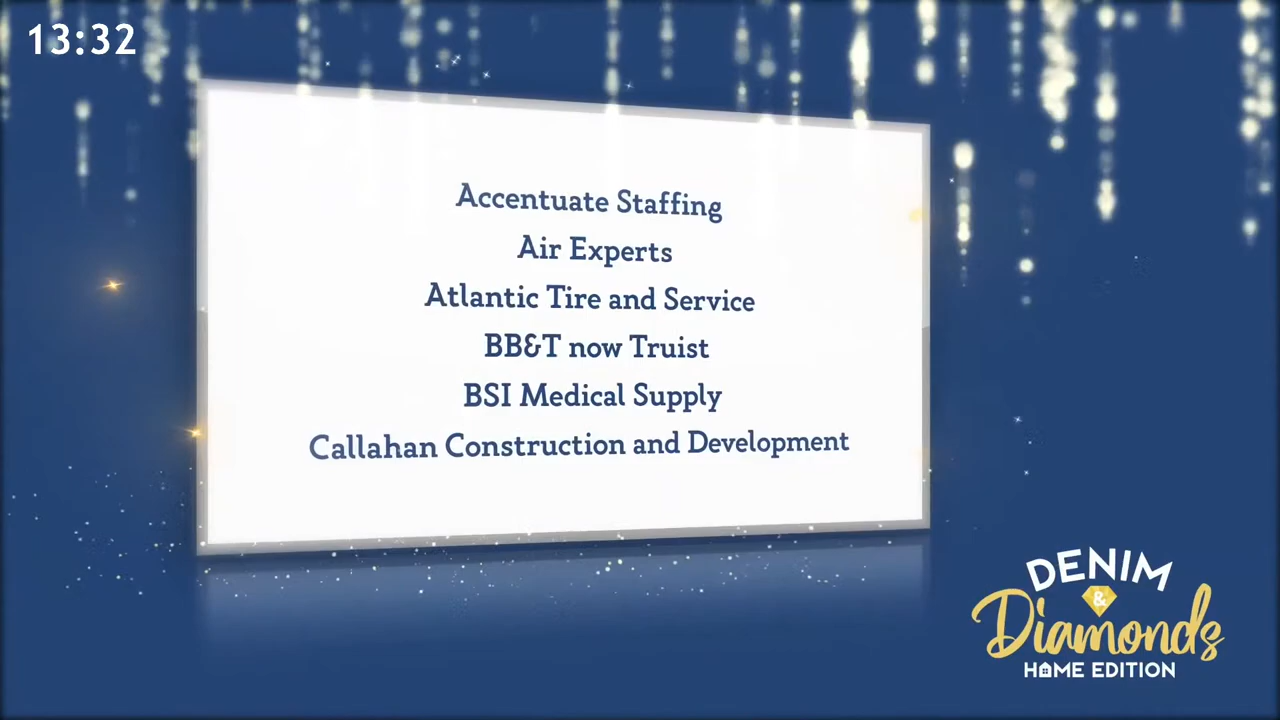 13:32
Accentuate Staffing
Air Experts
Atlantic Tire and Service
BB&T now Truist
BSI Medical Supply
Callahan Construction and Development
DENIM
&
Diamonds
HOME EDITION